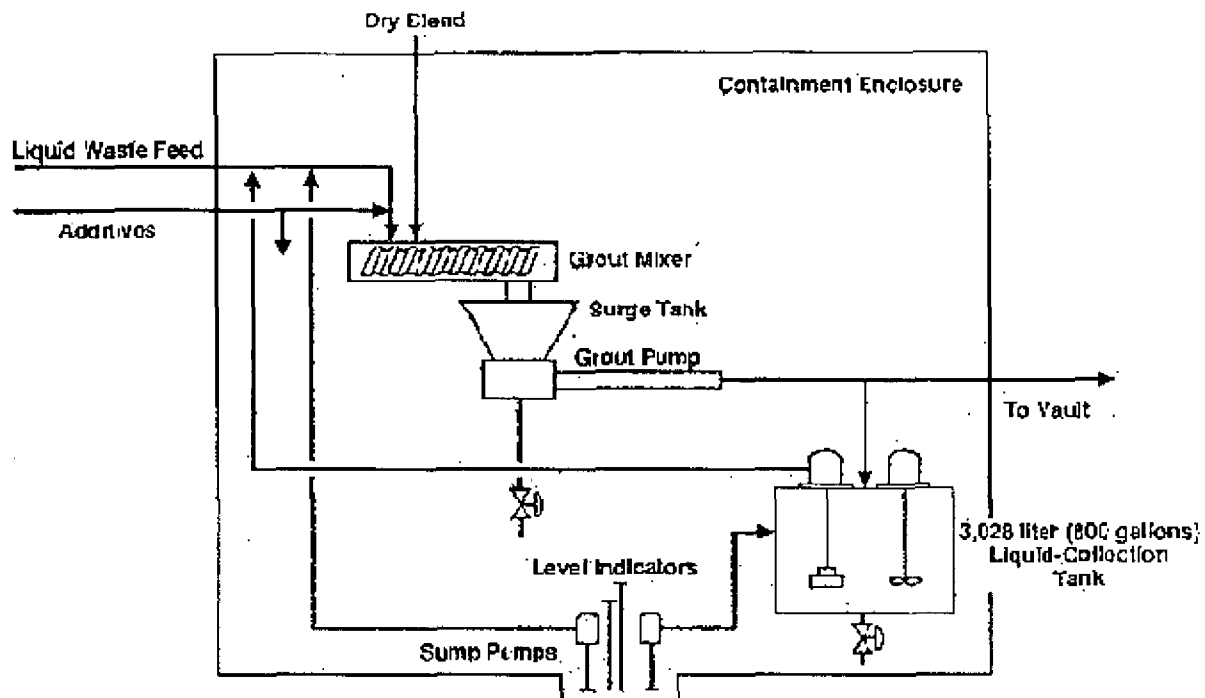 Dry Blend
Containment Enclosure
Liquid Waste Feed
Additives
Grout Mixer
Surge Tank
Grout Pump
To Vault
3,028 liter (800 gallons)
Liquid-Collection
Tank
Level Indicators
Sump Pumps